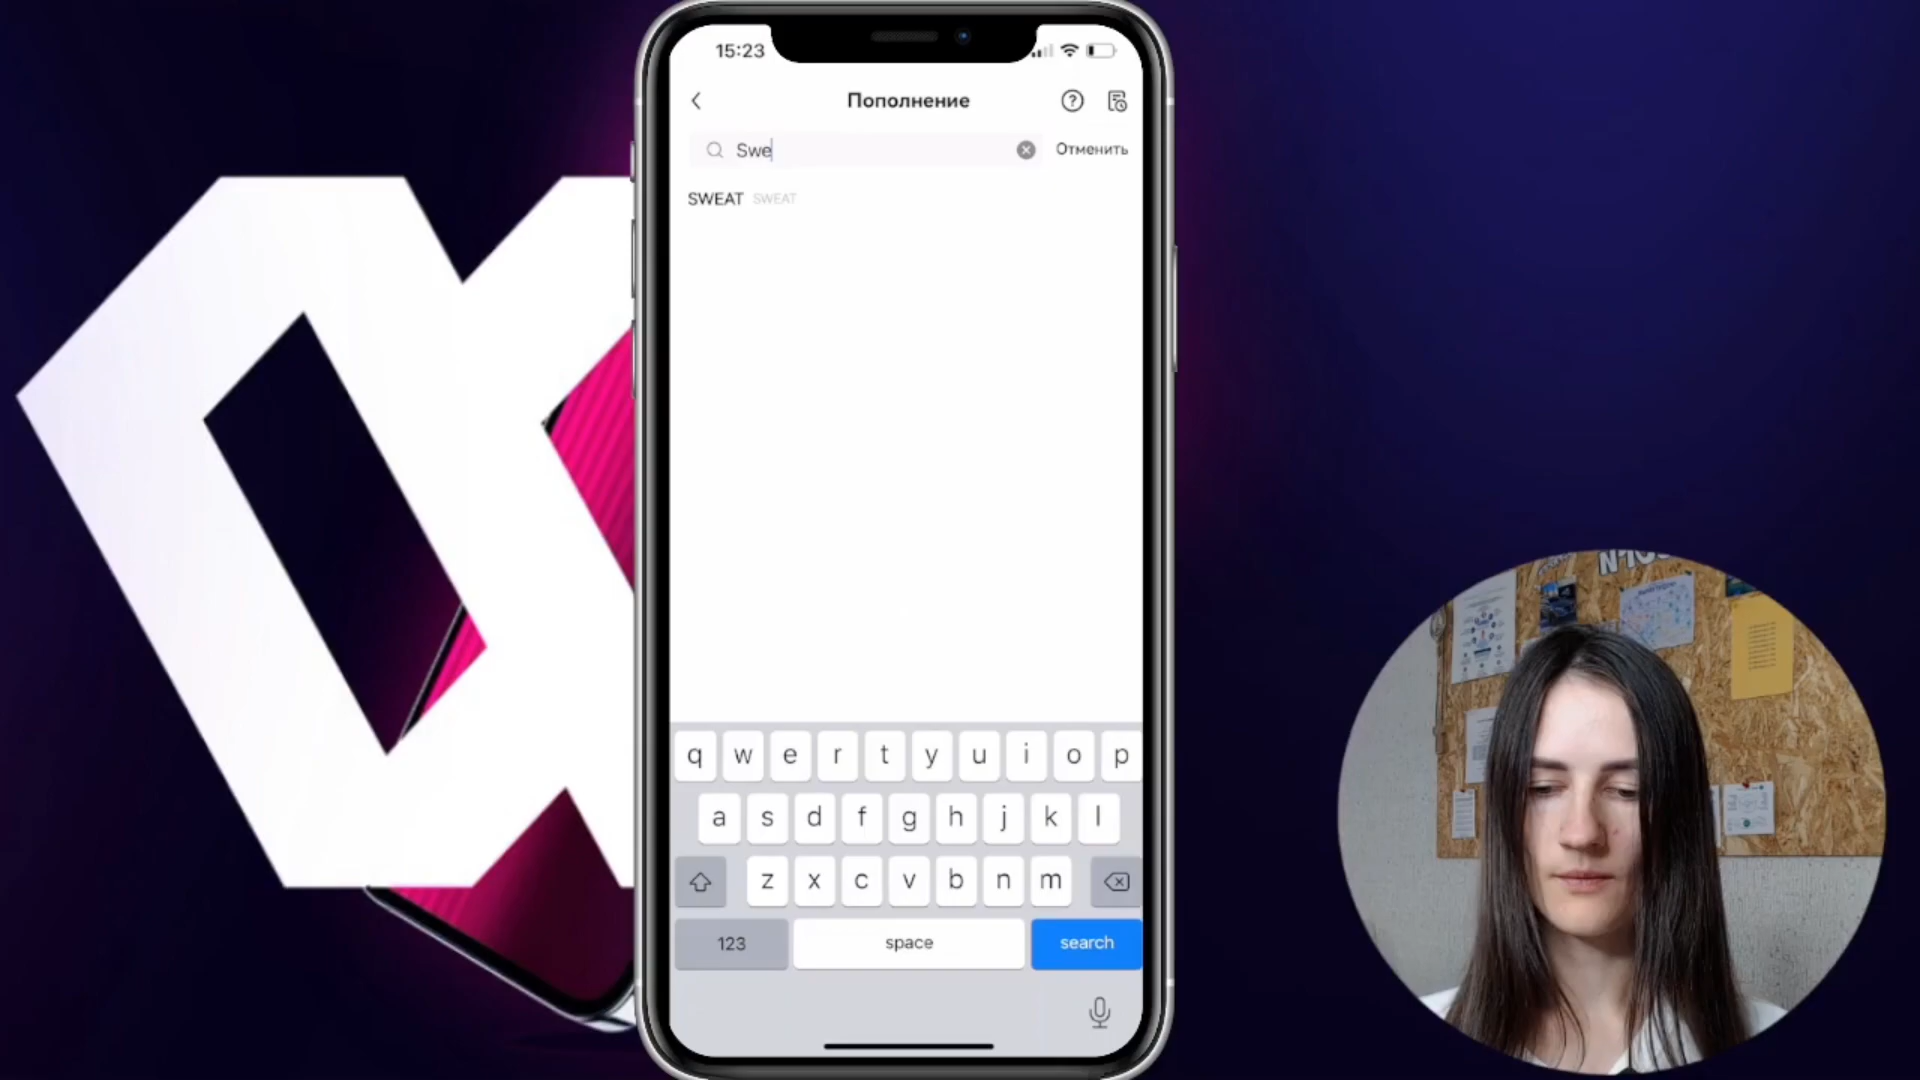 15:23
Пополнение
Swe
Отменить
SWEAT SWEAT
q w e r t y u i o p
a s d f g h j k l
z x c v b n m
123 space search